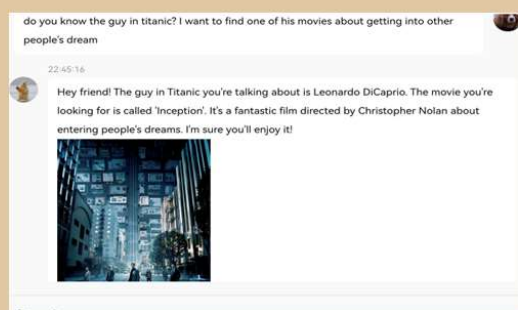 do you know the guy in titanic? I want to find one of his movies about getting into other
people's dream
22:45:16
Hey friend! The guy in Titanic you're talking about is Leonardo DiCaprio. The movie you're
looking for is called 'Inception'. It's a fantastic film directed by Christopher Nolan about
entering people's dreams. I'm sure you'll enjoy it!